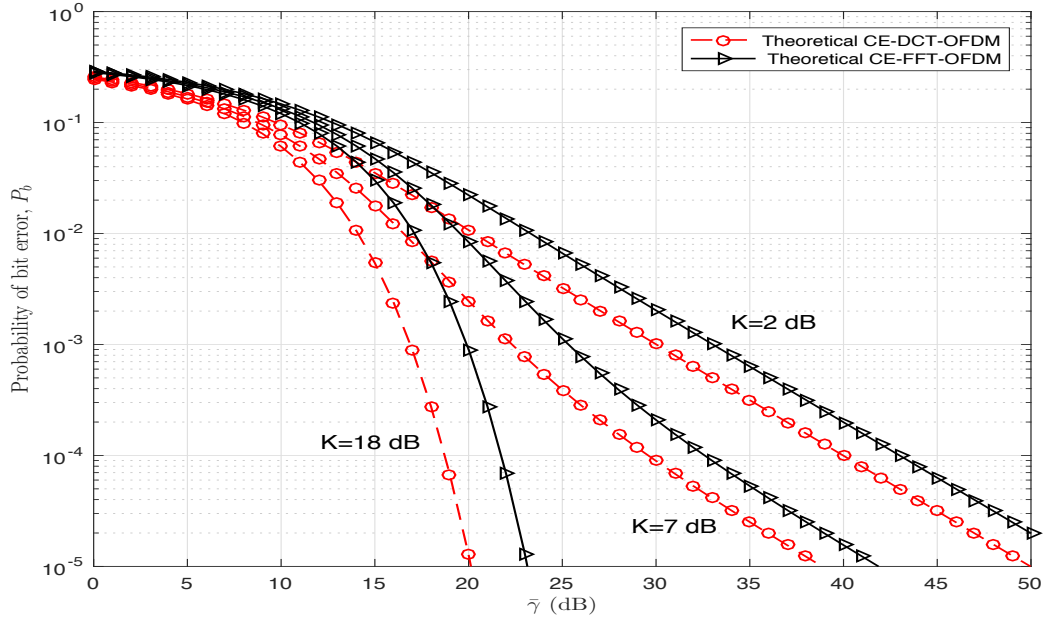 10^0
10^-1
10^-2
10^-3
10^-4
10^-5
Probability of bit error, P_b
Theoretical CE-DCT-OFDM
Theoretical CE-FFT-OFDM
K=2 dB
K=18 dB
K=7 dB
0 5 10 15 20 25 30 35 40 45 50
γ̄ (dB)